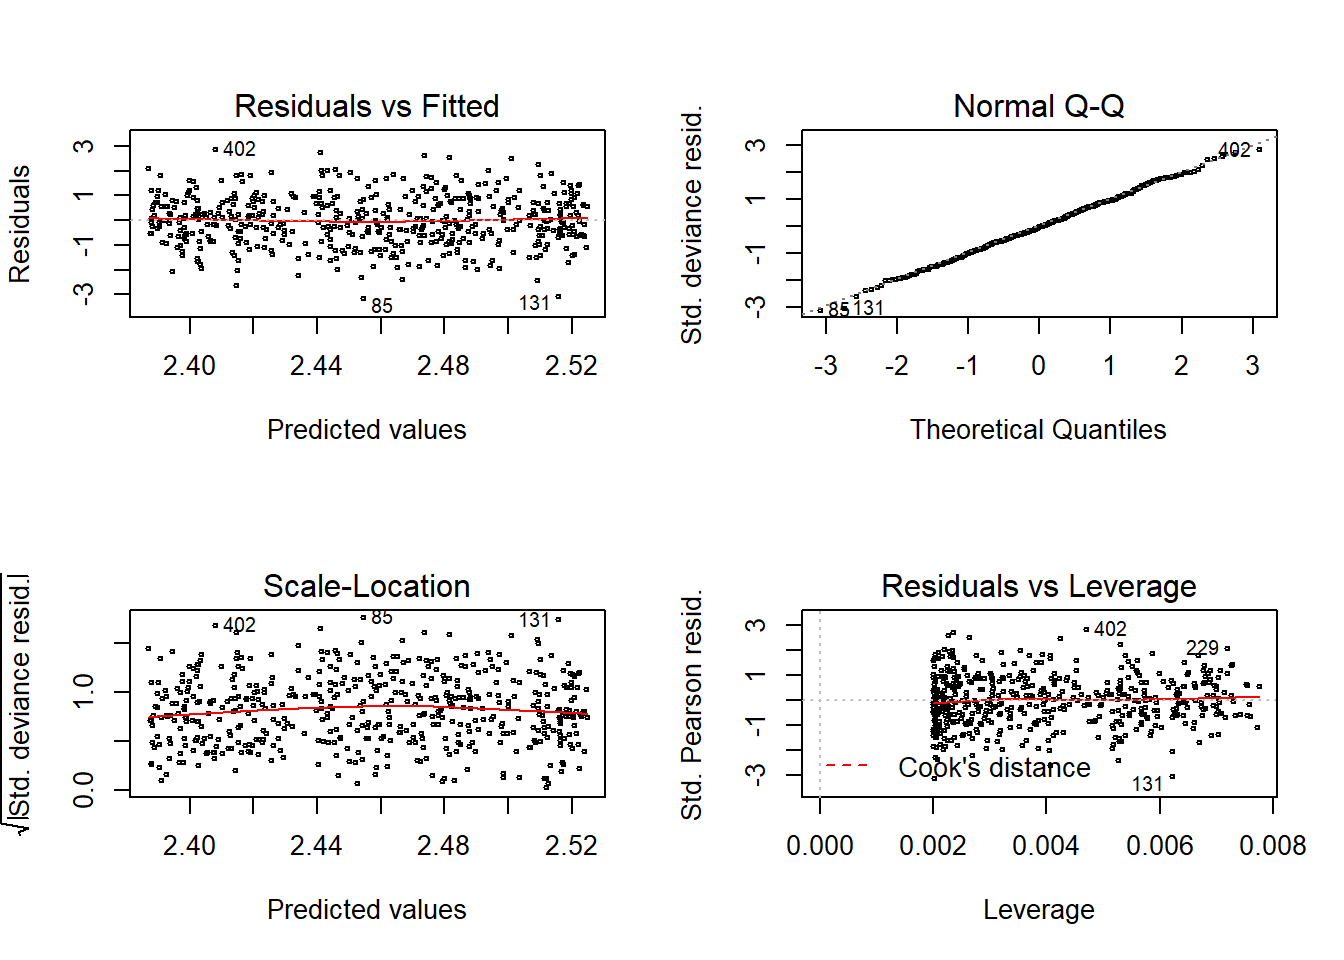 Residuals vs Fitted
Residuals
3
1
-1
-3
402
85
131
2.40 2.44 2.48 2.52
Predicted values
Normal Q-Q
Std. deviance resid.
3
1
-1
-3
402
85
131
-3 -2 -1 0 1 2 3
Theoretical Quantiles
Scale-Location
√|Std. deviance resid.|
1.0
0.0
402
85
131
2.40 2.44 2.48 2.52
Predicted values
Residuals vs Leverage
Std. Pearson resid.
3
1
-1
-3
402
229
Cook's distance
131
0.000 0.002 0.004 0.006 0.008
Leverage